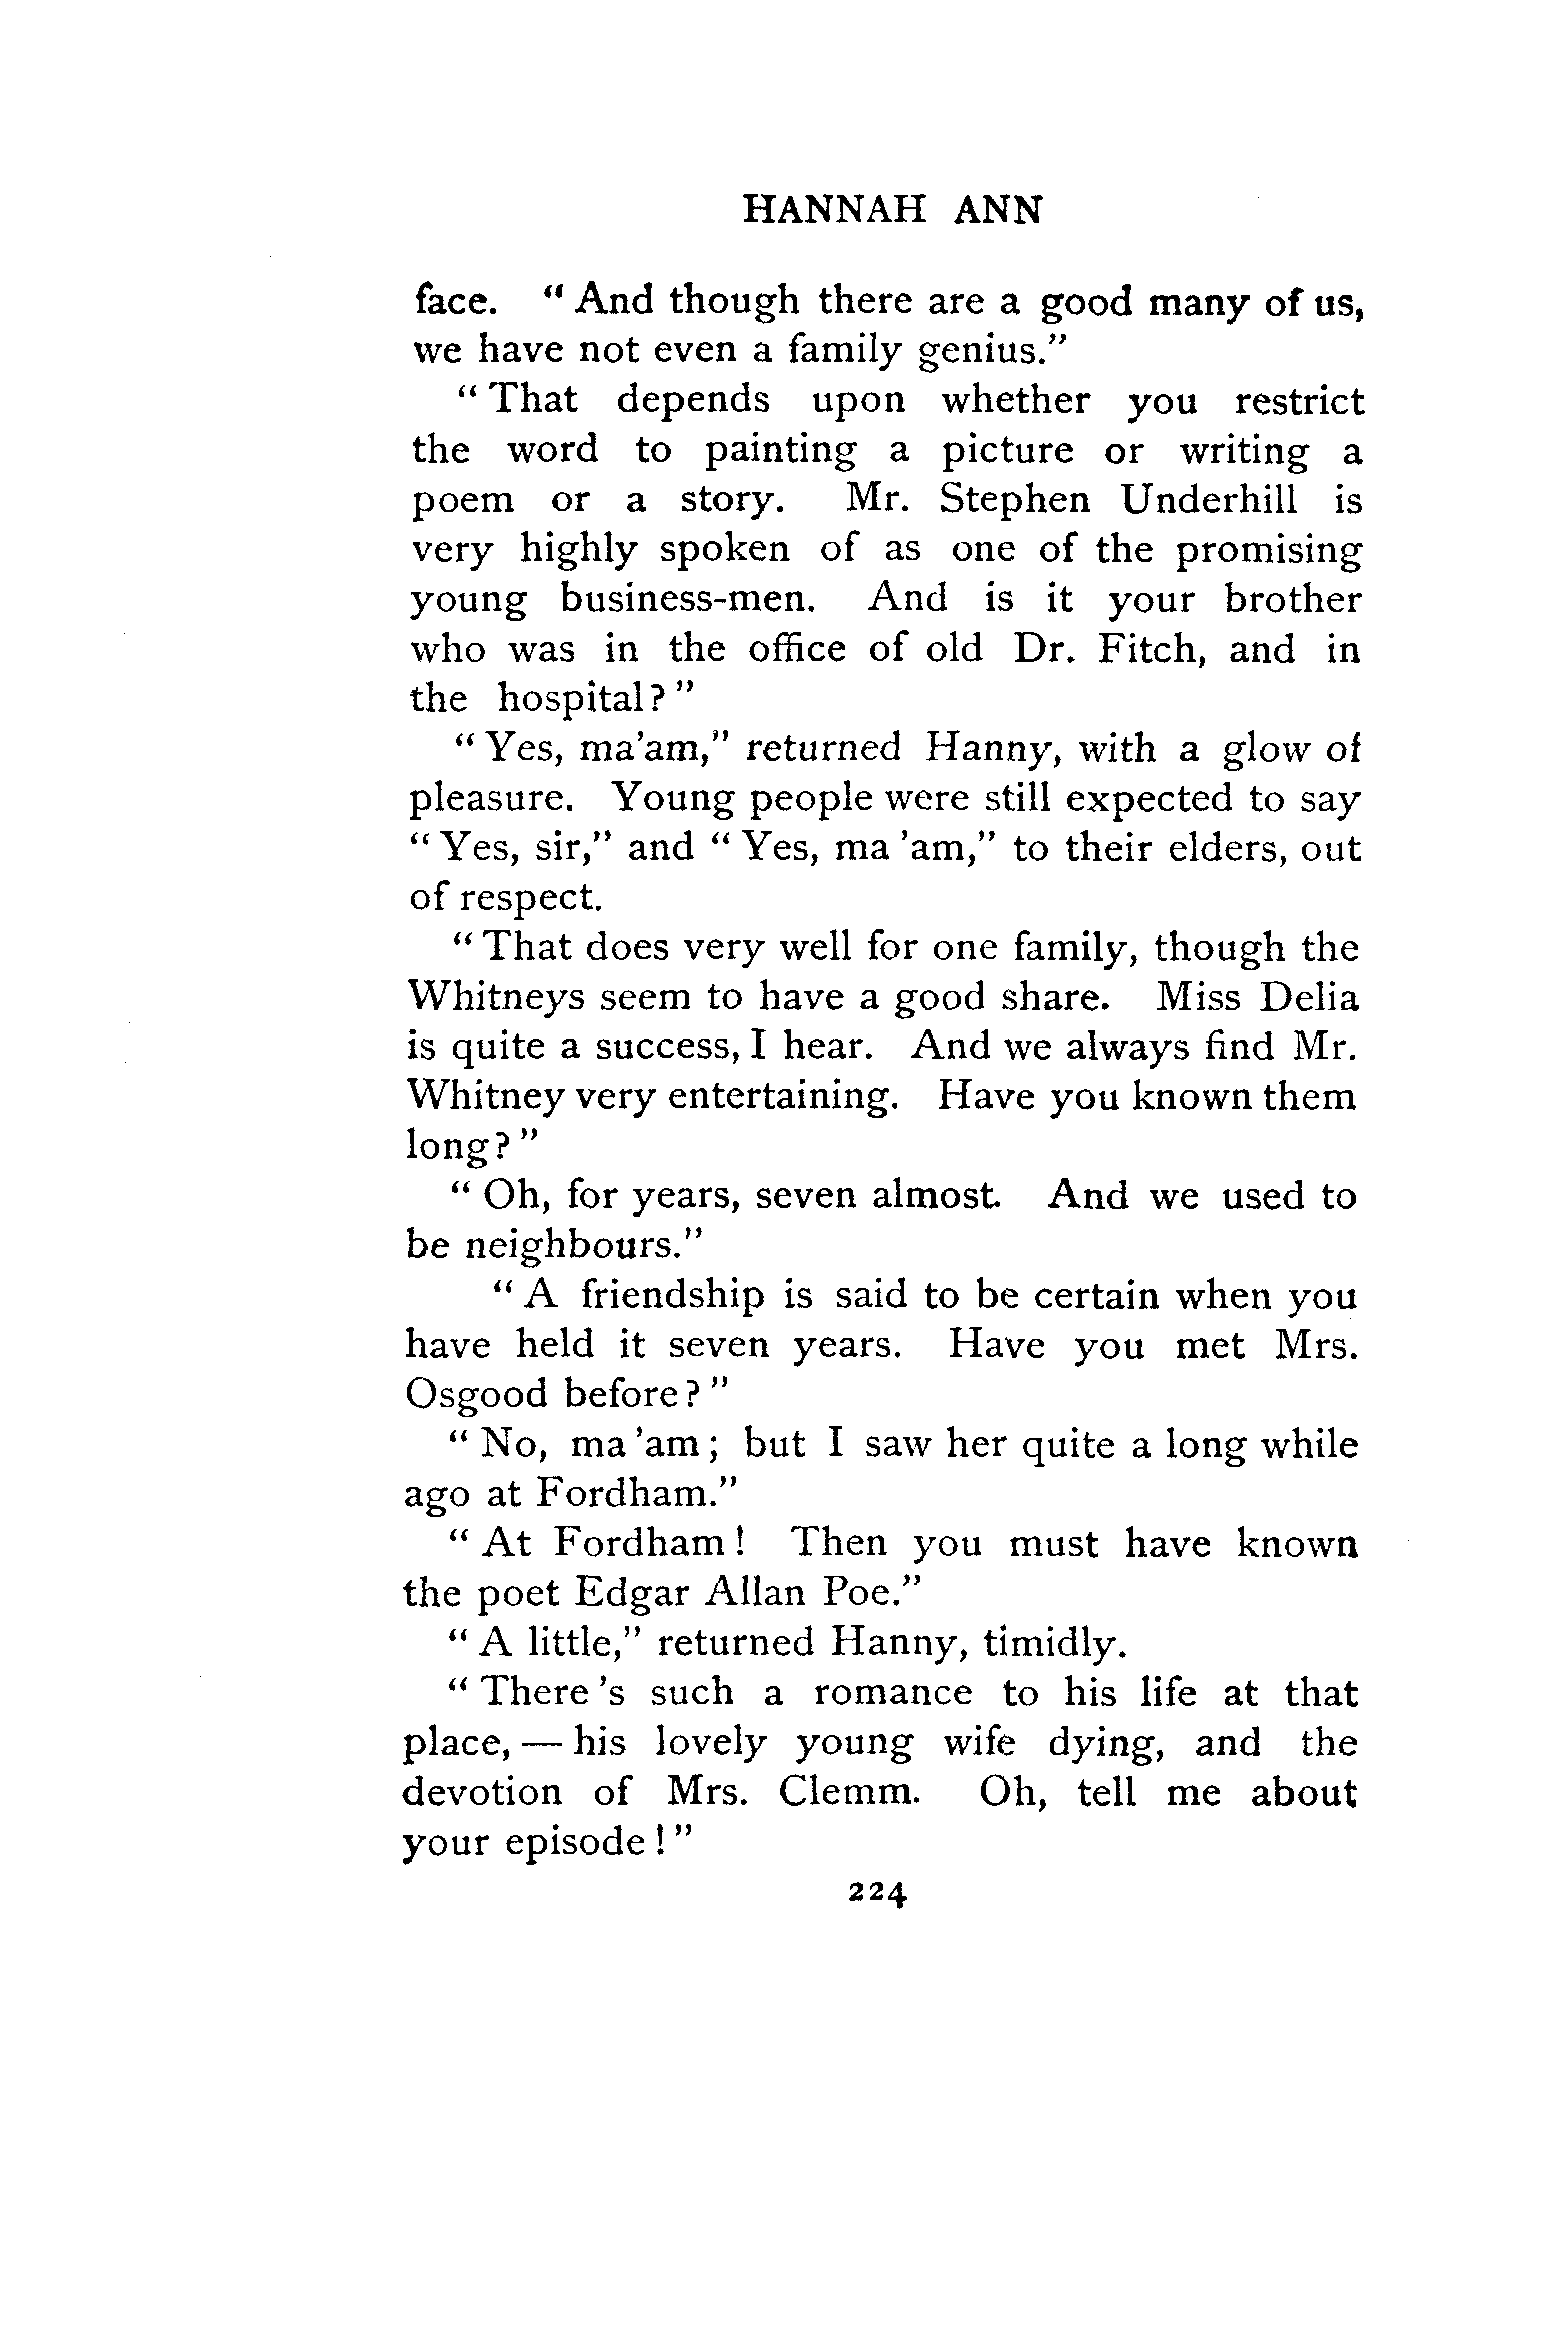 HANNAH ANN
face. “And though there are a good many of us,
we have not even a family genius.”
“That depends upon whether you restrict
the word to painting a picture or writing a
poem or a story. Mr. Stephen Underhill is
very highly spoken of as one of the promising
young business-men. And is it your brother
who was in the office of old Dr. Fitch, and in
the hospital?”
“Yes, ma’am,” returned Hanny, with a glow of
pleasure. Young people were still expected to say
“Yes, sir,” and “Yes, ma ’am,” to their elders, out
of respect.
“That does very well for one family, though the
Whitneys seem to have a good share. Miss Delia
is quite a success, I hear. And we always find Mr.
Whitney very entertaining. Have you known them
long?”
“Oh, for years, seven almost. And we used to
be neighbours.”
“A friendship is said to be certain when you
have held it seven years. Have you met Mrs.
Osgood before?”
“No, ma ’am; but I saw her quite a long while
ago at Fordham.”
“At Fordham! Then you must have known
the poet Edgar Allan Poe.”
“A little,” returned Hanny, timidly.
“There ’s such a romance to his life at that
place, — his lovely young wife dying, and the
devotion of Mrs. Clemm. Oh, tell me about
your episode!”
224